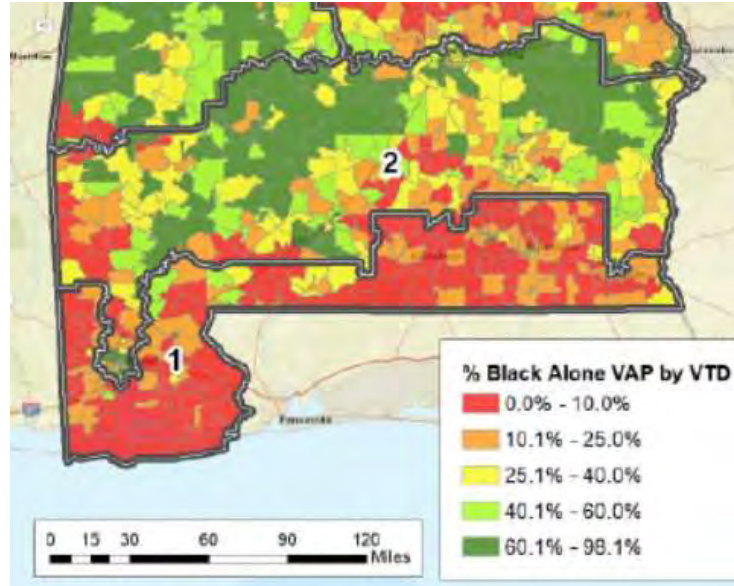 2
1
Pensacola
% Black Alone VAP by VTD
0.0% - 10.0%
10.1% - 25.0%
25.1% - 40.0%
40.1% - 60.0%
60.1% - 98.1%
0 15 30 60 90 120
Miles